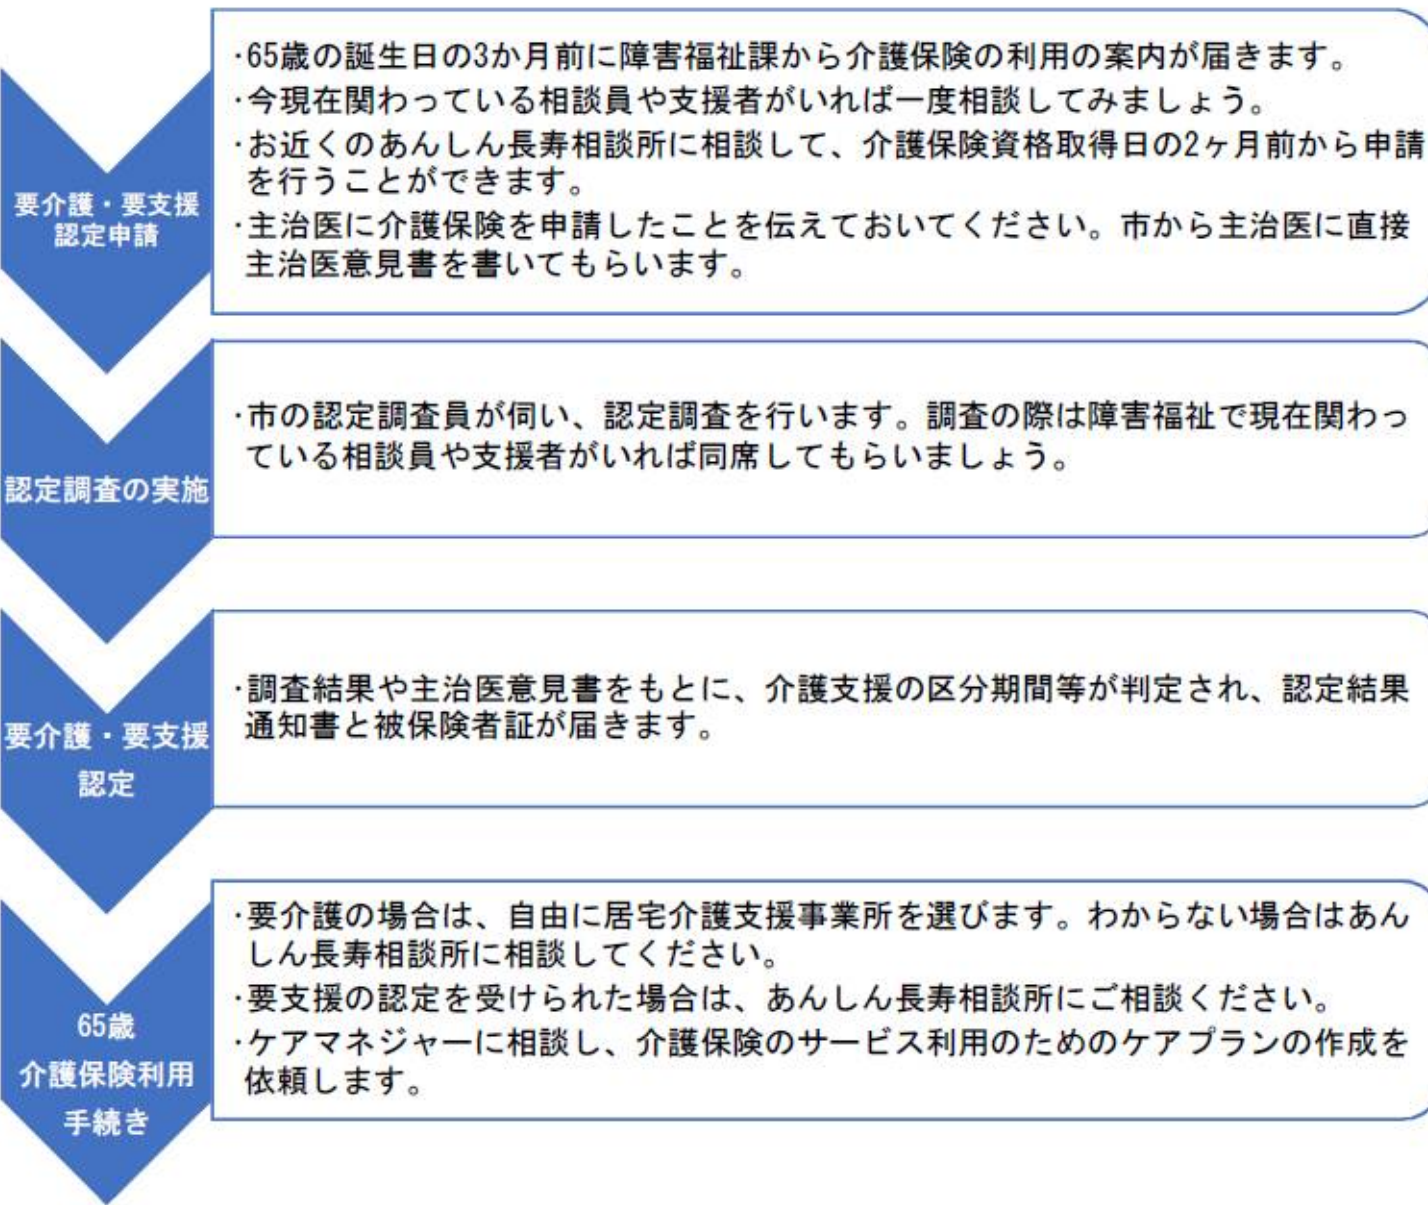 要介護・要支援
認定申請
·65歳の誕生日の3か月前に障害福祉課から介護保険の利用の案内が届きます。
·今現在関わっている相談員や支援者がいれば一度相談してみましょう。
·お近くのあんしん長寿相談所に相談して、介護保険資格取得日の2ヶ月前から申請
を行うことができます。
·主治医に介護保険を申請したことを伝えておいてください。市から主治医に直接
主治医意見書を書いてもらいます。
認定調査の実施
·市の認定調査員が伺い、認定調査を行います。調査の際は障害福祉で現在関わっ
ている相談員や支援者がいれば同席してもらいましょう。
要介護・要支援
認定
·調査結果や主治医意見書をもとに、介護支援の区分期間等が判定され、認定結果
通知書と被保険者証が届きます。
65歳
介護保険利用
手続き
·要介護の場合は、自由に居宅介護支援事業所を選びます。わからない場合はあん
しん長寿相談所に相談してください。
·要支援の認定を受けられた場合は、あんしん長寿相談所にご相談ください。
·ケアマネジャーに相談し、介護保険のサービス利用のためのケアプランの作成を
依頼します。